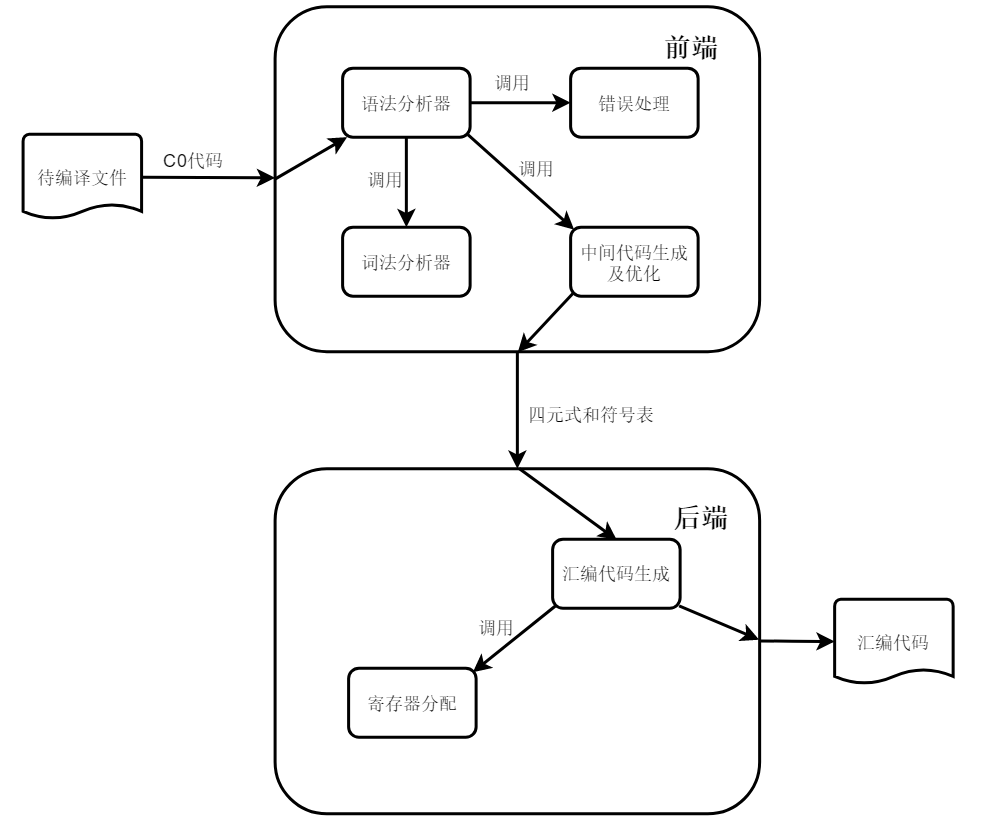 前端
语法分析器
调用
错误处理
待编译文件
C0代码
调用
调用
词法分析器
中间代码生成
及优化
四元式和符号表
后端
汇编代码生成
调用
寄存器分配
汇编代码